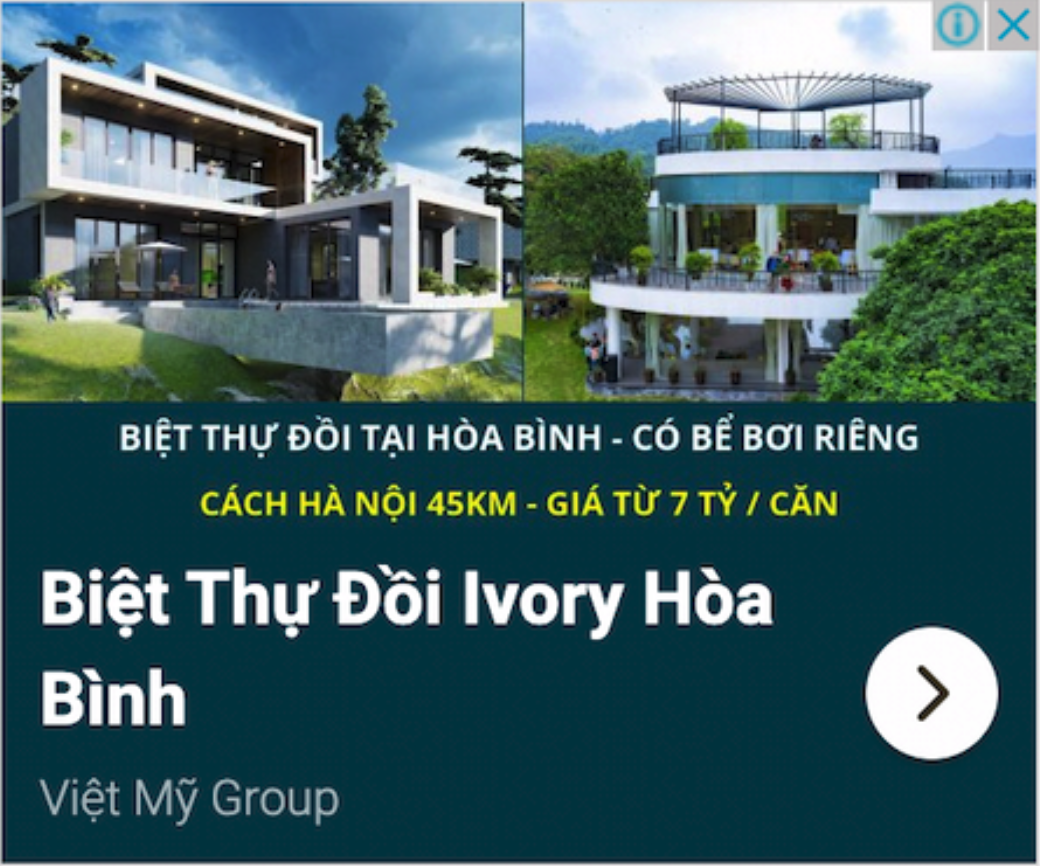 BIỆT THỰ ĐỒI TẠI HÒA BÌNH - CÓ BỂ BƠI RIÊNG
CÁCH HÀ NỘI 45KM - GIÁ TỪ 7 TỶ / CĂN
Biệt Thự Đồi Ivory Hòa
Bình
Việt Mỹ Group